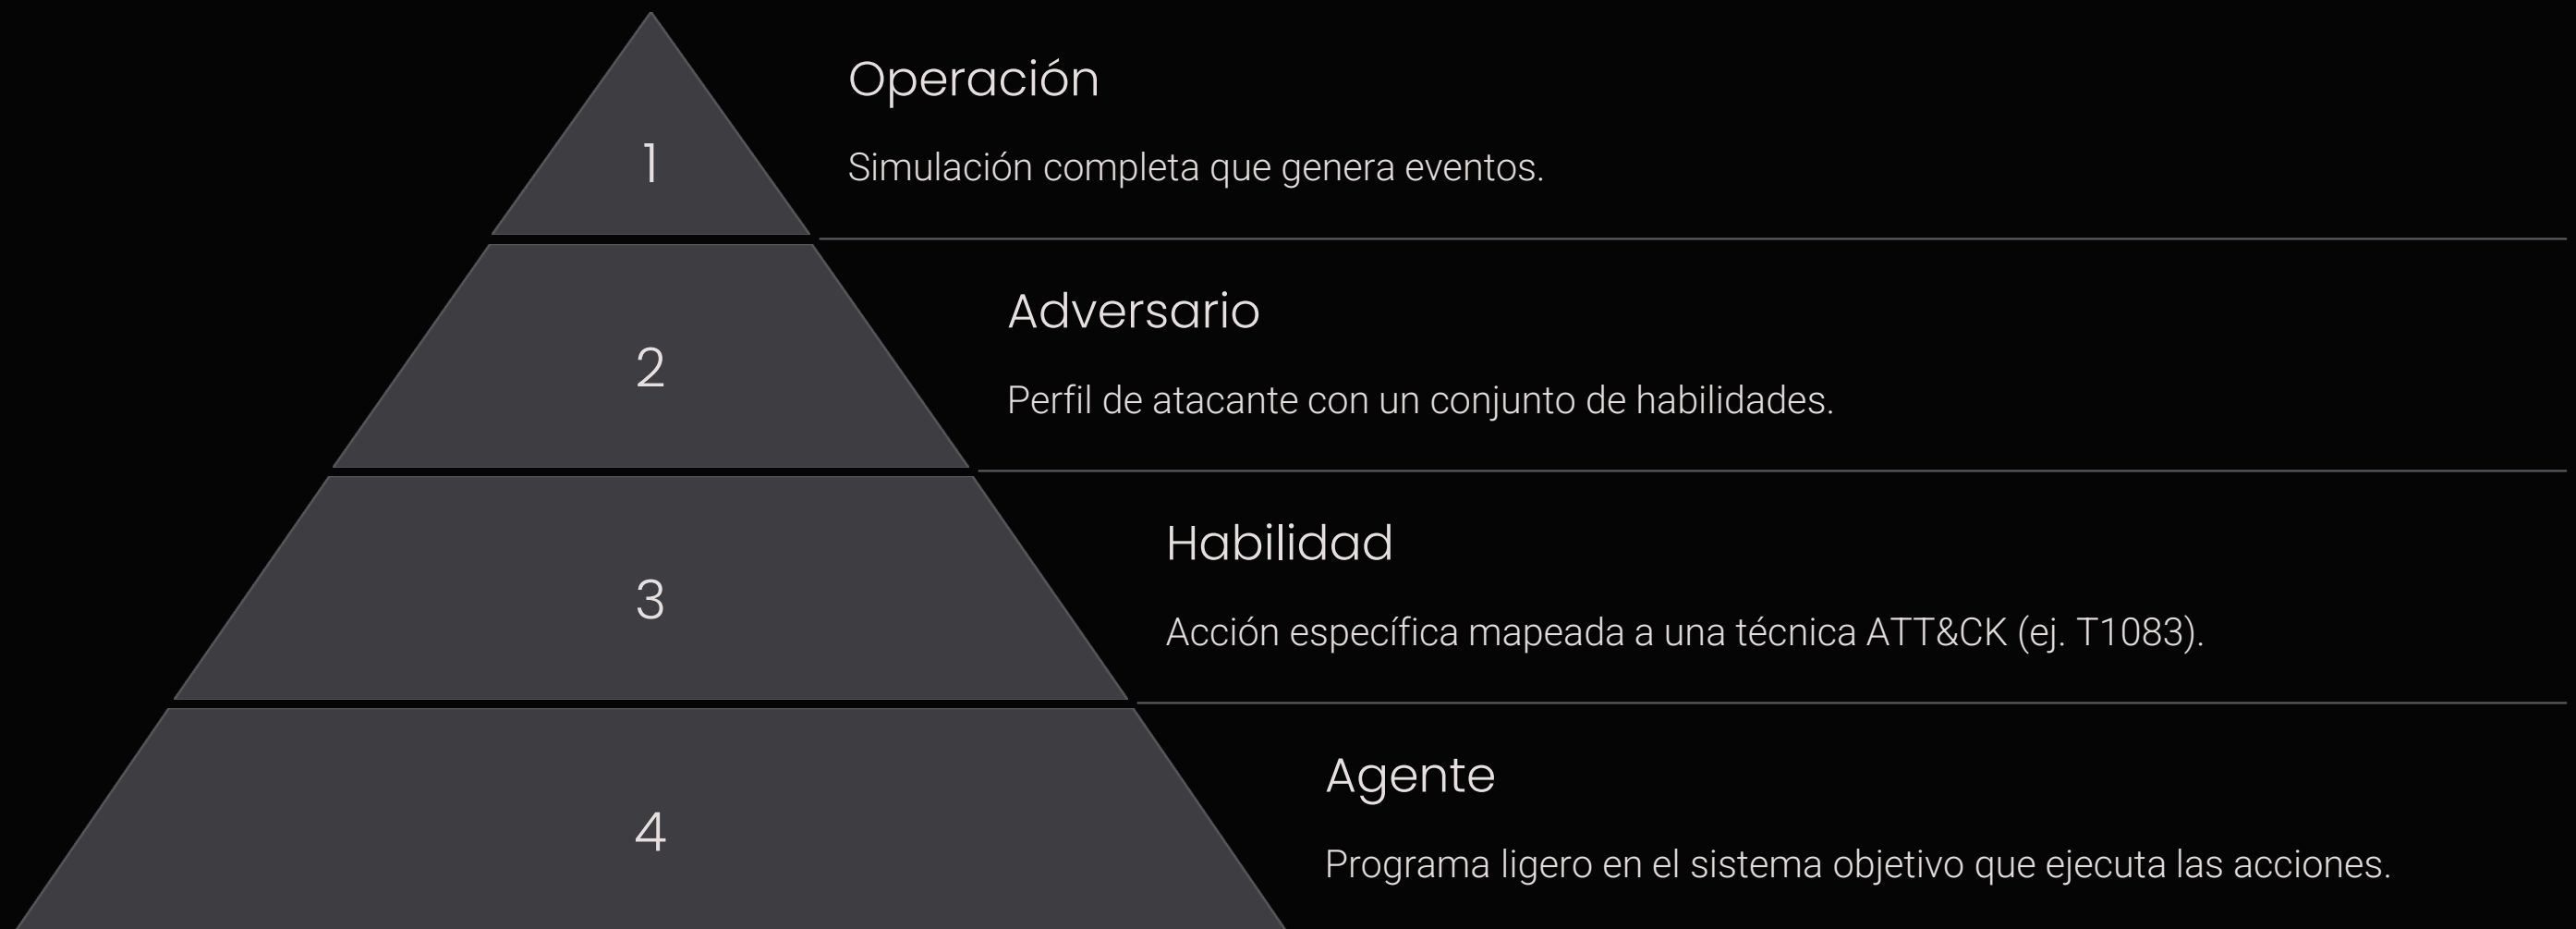 1
Operación
Simulación completa que genera eventos.
2
Adversario
Perfil de atacante con un conjunto de habilidades.
3
Habilidad
Acción específica mapeada a una técnica ATT&CK (ej. T1083).
4
Agente
Programa ligero en el sistema objetivo que ejecuta las acciones.